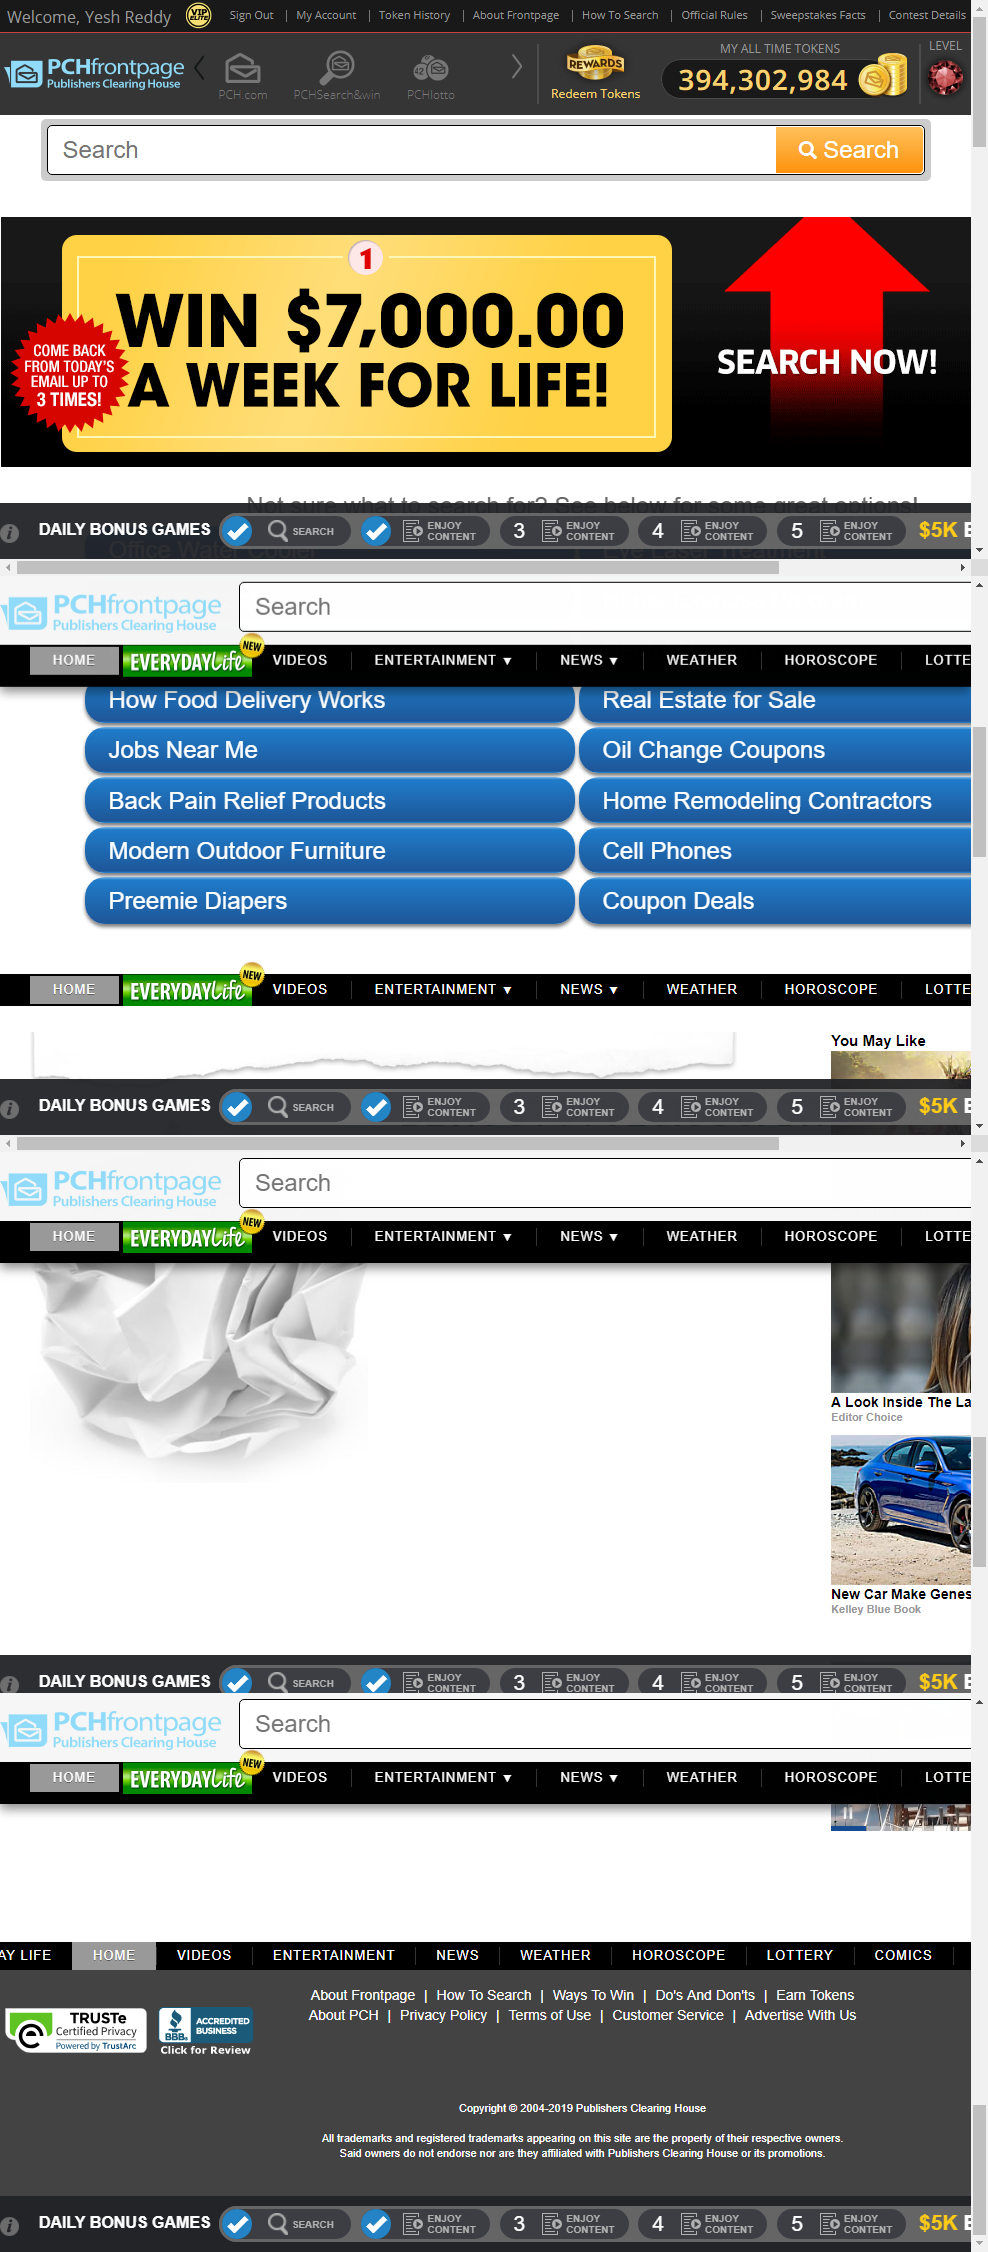 Welcome, Yesh Reddy VIP ELITE Sign Out | My Account | Token History | About Frontpage | How To Search | Official Rules | Sweepstakes Facts | Contest Details
PCHfrontpage
Publishers Clearing House
PCH.com PCHSearch&win PCHlotto
REWARDS
Redeem Tokens
MY ALL TIME TOKENS
394,302,984
LEVEL
Search Search
1
WIN $7,000.00
A WEEK FOR LIFE!
COME BACK
FROM TODAY'S
EMAIL UP TO
3 TIMES!
SEARCH NOW!
Not sure what to search for? See below for some great options!
DAILY BONUS GAMES SEARCH ENJOY CONTENT 3 ENJOY CONTENT 4 ENJOY CONTENT 5 ENJOY CONTENT $5K E
Office Water Cooler Eye Laser Treatment
PCHfrontpage
Publishers Clearing House
Search
HOME EVERYDAY Life NEW VIDEOS ENTERTAINMENT ▼ NEWS ▼ WEATHER HOROSCOPE LOTTE
How Food Delivery Works Real Estate for Sale
Jobs Near Me Oil Change Coupons
Back Pain Relief Products Home Remodeling Contractors
Modern Outdoor Furniture Cell Phones
Preemie Diapers Coupon Deals
HOME EVERYDAY Life NEW VIDEOS ENTERTAINMENT ▼ NEWS ▼ WEATHER HOROSCOPE LOTTE
You May Like
DAILY BONUS GAMES SEARCH ENJOY CONTENT 3 ENJOY CONTENT 4 ENJOY CONTENT 5 ENJOY CONTENT $5K E
PCHfrontpage
Publishers Clearing House
Search
HOME EVERYDAY Life NEW VIDEOS ENTERTAINMENT ▼ NEWS ▼ WEATHER HOROSCOPE LOTTE
A Look Inside The La
Editor Choice
New Car Make Genes
Kelley Blue Book
DAILY BONUS GAMES SEARCH ENJOY CONTENT 3 ENJOY CONTENT 4 ENJOY CONTENT 5 ENJOY CONTENT $5K E
PCHfrontpage
Publishers Clearing House
Search
HOME EVERYDAY Life NEW VIDEOS ENTERTAINMENT ▼ NEWS ▼ WEATHER HOROSCOPE LOTTE
AY LIFE HOME VIDEOS ENTERTAINMENT NEWS WEATHER HOROSCOPE LOTTERY COMICS
About Frontpage | How To Search | Ways To Win | Do's And Don'ts | Earn Tokens
About PCH | Privacy Policy | Terms of Use | Customer Service | Advertise With Us
TRUSTe
Certified Privacy
Powered by TrustArc
BBB ACCREDITED BUSINESS
Click for Review
Copyright © 2004-2019 Publishers Clearing House
All trademarks and registered trademarks appearing on this site are the property of their respective owners.
Said owners do not endorse nor are they affiliated with Publishers Clearing House or its promotions.
DAILY BONUS GAMES SEARCH ENJOY CONTENT 3 ENJOY CONTENT 4 ENJOY CONTENT 5 ENJOY CONTENT $5K E